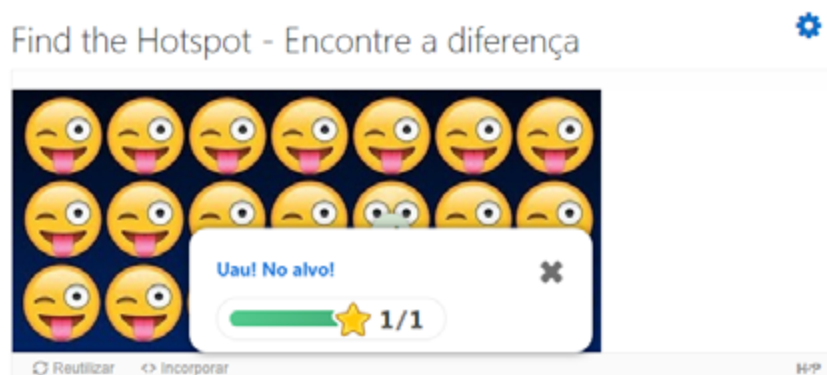 Find the Hotspot - Encontre a diferença
Uau! No alvo!
1/1
Reutilizar <> Incorporar
H-P